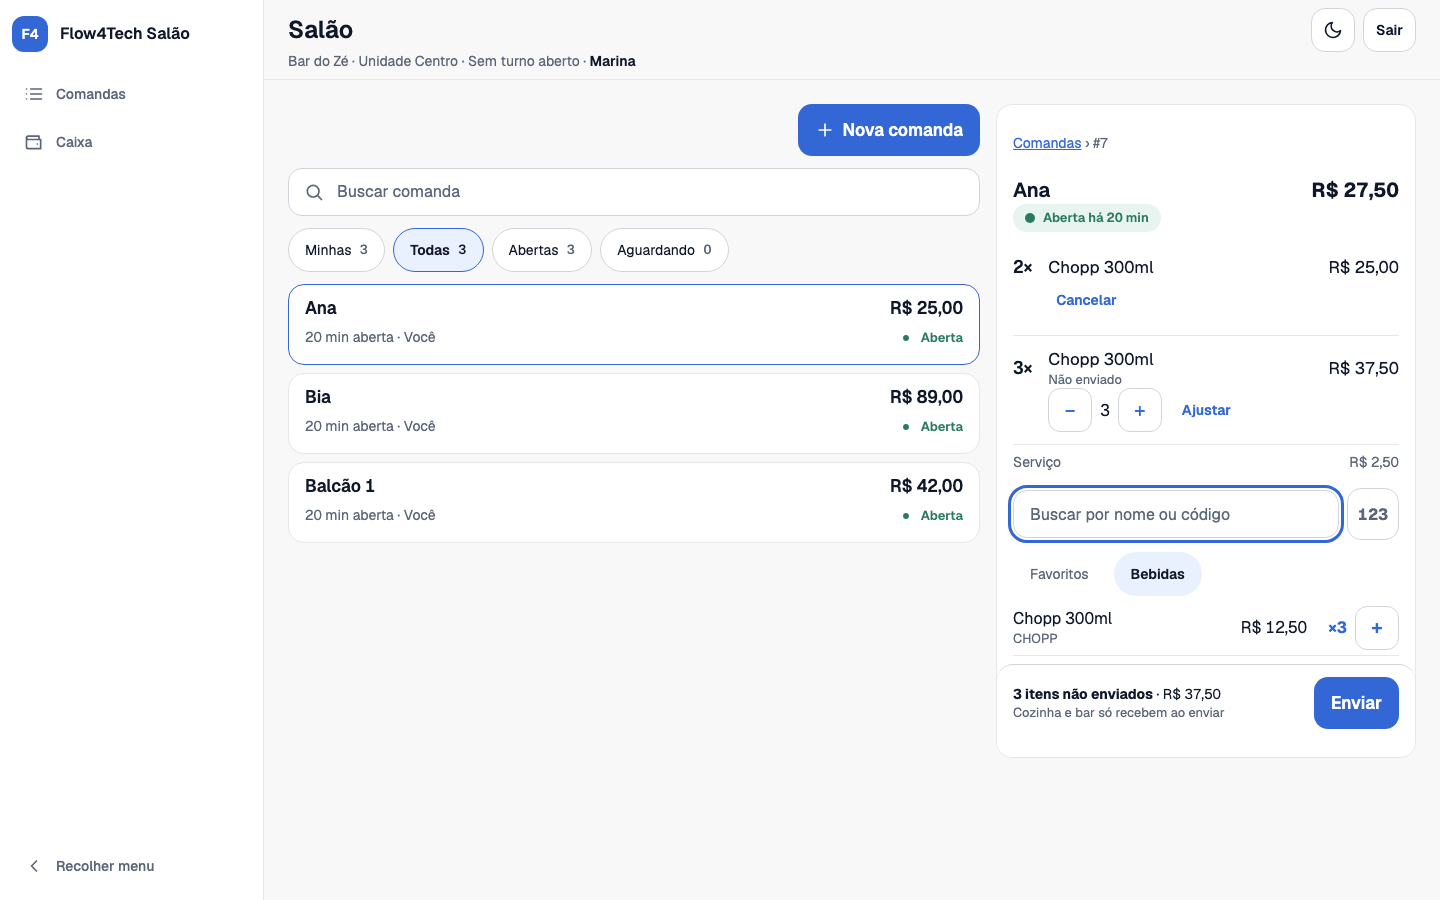 F4 Flow4Tech Salão
Comandas
Caixa
Recolher menu
Salão
Bar do Zé · Unidade Centro · Sem turno aberto · Marina
Sair
+ Nova comanda
Buscar comanda
Minhas 3 Todas 3 Abertas 3 Aguardando 0
Ana R$ 25,00
20 min aberta · Você Aberta
Bia R$ 89,00
20 min aberta · Você Aberta
Balcão 1 R$ 42,00
20 min aberta · Você Aberta
Comandas › #7
Ana R$ 27,50
Aberta há 20 min
2× Chopp 300ml R$ 25,00
Cancelar
3× Chopp 300ml R$ 37,50
Não enviado
− 3 + Ajustar
Serviço R$ 2,50
Buscar por nome ou código 123
Favoritos Bebidas
Chopp 300ml R$ 12,50 ×3 +
CHOPP
3 itens não enviados · R$ 37,50
Cozinha e bar só recebem ao enviar
Enviar